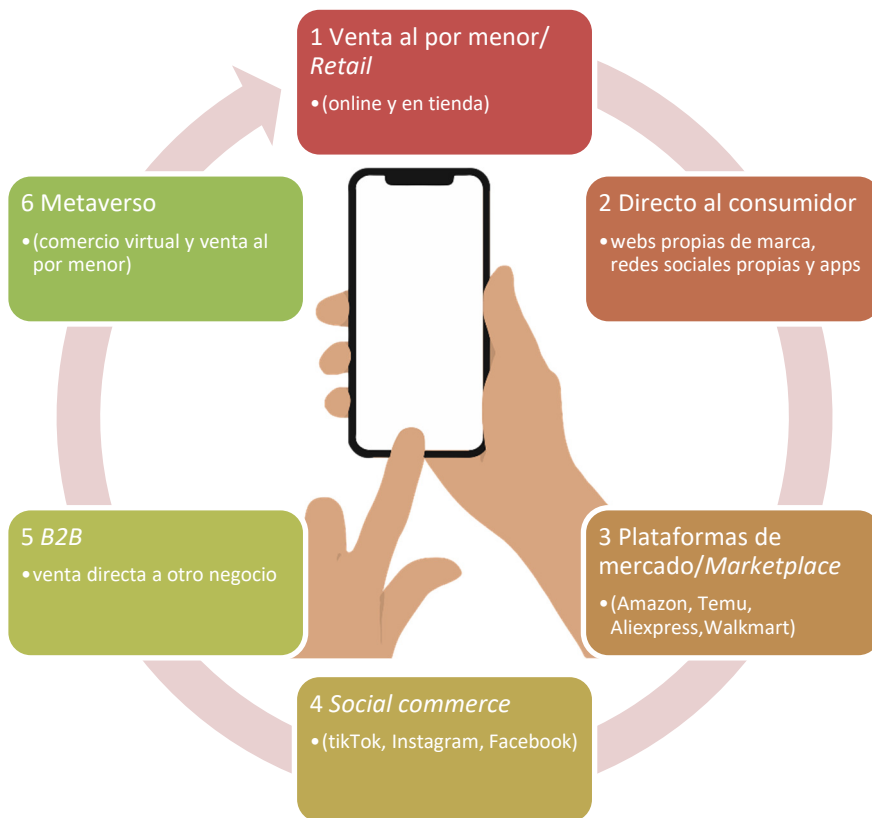 1 Venta al por menor/
Retail
•(online y en tienda)
2 Directo al consumidor
•webs propias de marca,
redes sociales propias y apps
3 Plataformas de
mercado/Marketplace
•(Amazon, Temu,
Aliexpress,Walkmart)
4 Social commerce
•(tikTok, Instagram, Facebook)
5 B2B
•venta directa a otro negocio
6 Metaverso
•(comercio virtual y venta al
por menor)